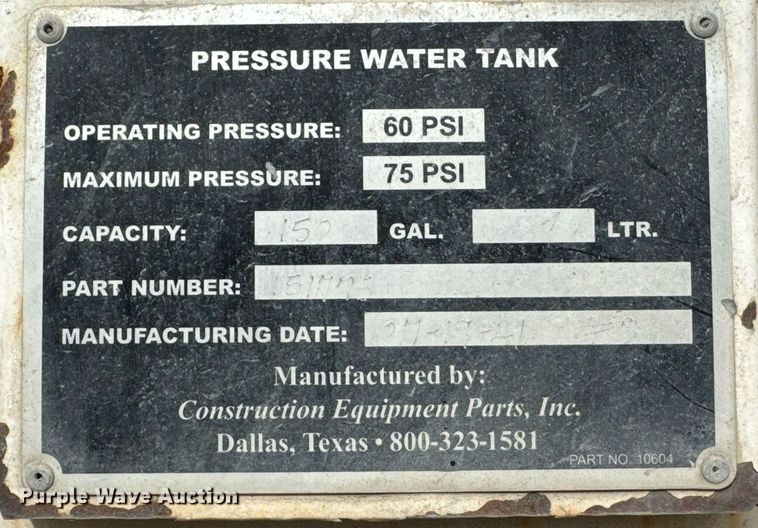 PRESSURE WATER TANK
OPERATING PRESSURE: 60 PSI
MAXIMUM PRESSURE: 75 PSI
CAPACITY: 150 GAL. LTR.
PART NUMBER:
MANUFACTURING DATE:
Manufactured by:
Construction Equipment Parts, Inc.
Dallas, Texas • 800-323-1581
PART NO. 10604
Purple Wave Auction